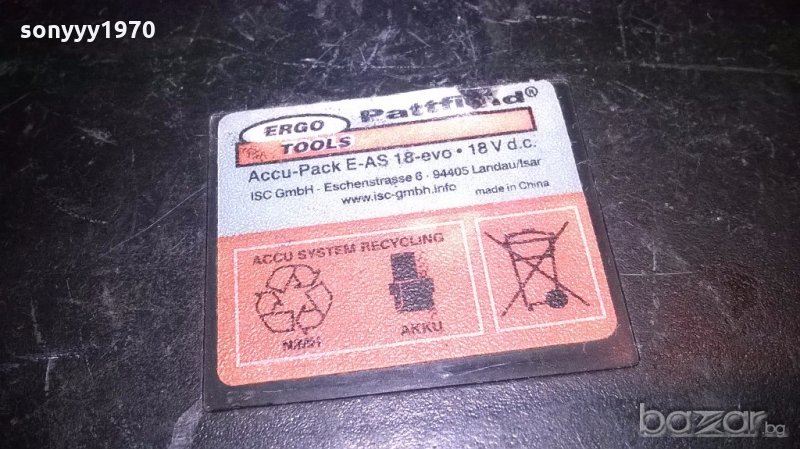 sonyyy1970
ERGO TOOLS
Pattfield®
Accu-Pack E-AS 18-evo • 18 V d.c.
ISC GmbH · Eschenstrasse 6 · 94405 Landau/Isar
www.isc-gmbh.info made in China
ACCU SYSTEM RECYCLING
AKKU
bazar.bg